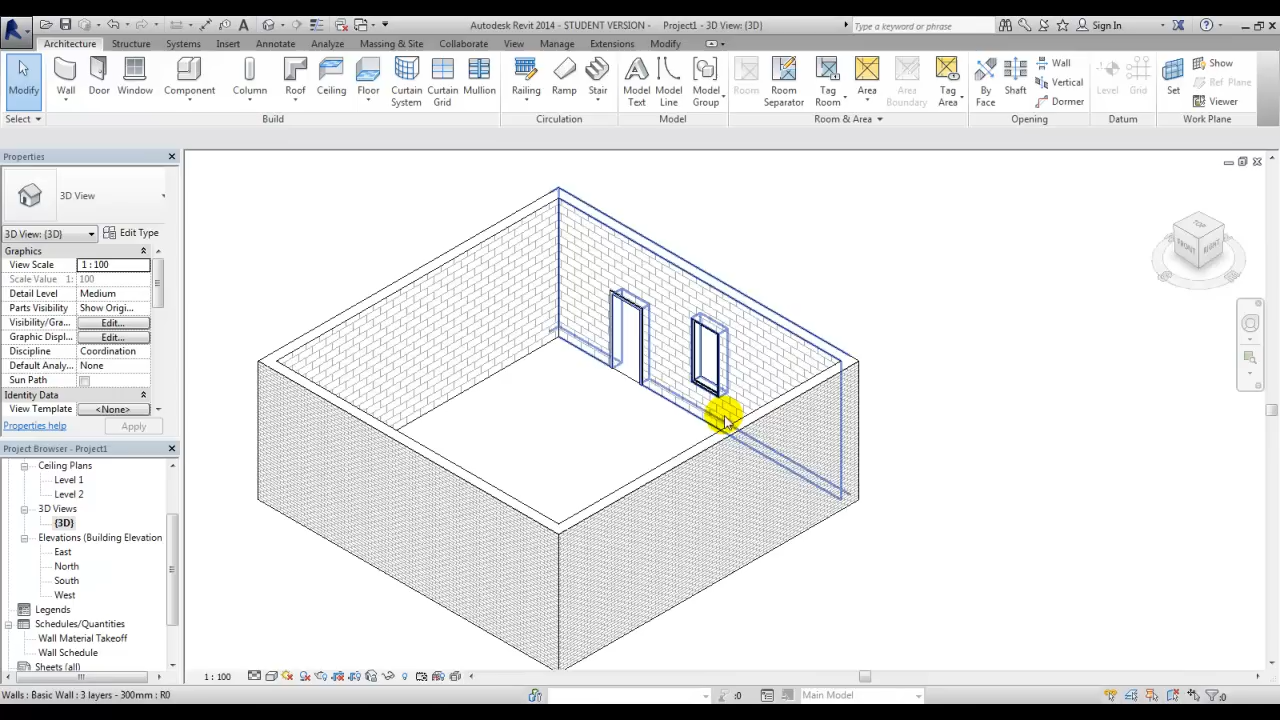 Autodesk Revit 2014 - STUDENT VERSION - Project1 - 3D View: {3D}
Type a keyword or phrase
Sign In
Architecture Structure Systems Insert Annotate Analyze Massing & Site Collaborate View Manage Extensions Modify
Modify
Wall
Door
Window
Component
Column
Roof
Ceiling
Floor
Curtain System
Curtain Grid
Mullion
Railing
Ramp
Stair
Model Text
Model Line
Model Group
Room
Room Separator
Tag Room
Area
Area Boundary
Tag Area
By Face
Shaft
Wall
Vertical
Dormer
Level
Grid
Set
Show
Ref Plane
Viewer
Select
Build
Circulation
Model
Room & Area
Opening
Datum
Work Plane
Properties
3D View
3D View: {3D}
Edit Type
Graphics
View Scale 1 : 100
Scale Value 1: 100
Detail Level Medium
Parts Visibility Show Origi...
Visibility/Gra... Edit...
Graphic Displ... Edit...
Discipline Coordination
Default Analy... None
Sun Path
Identity Data
View Template <None>
Properties help
Apply
Project Browser - Project1
Ceiling Plans
Level 1
Level 2
3D Views
{3D}
Elevations (Building Elevation
East
North
South
West
Legends
Schedules/Quantities
Wall Material Takeoff
Wall Schedule
Sheets (all)
TOP
FRONT
RIGHT
1 : 100
Walls : Basic Wall : 3 layers - 300mm : R0
:0
Main Model
:0